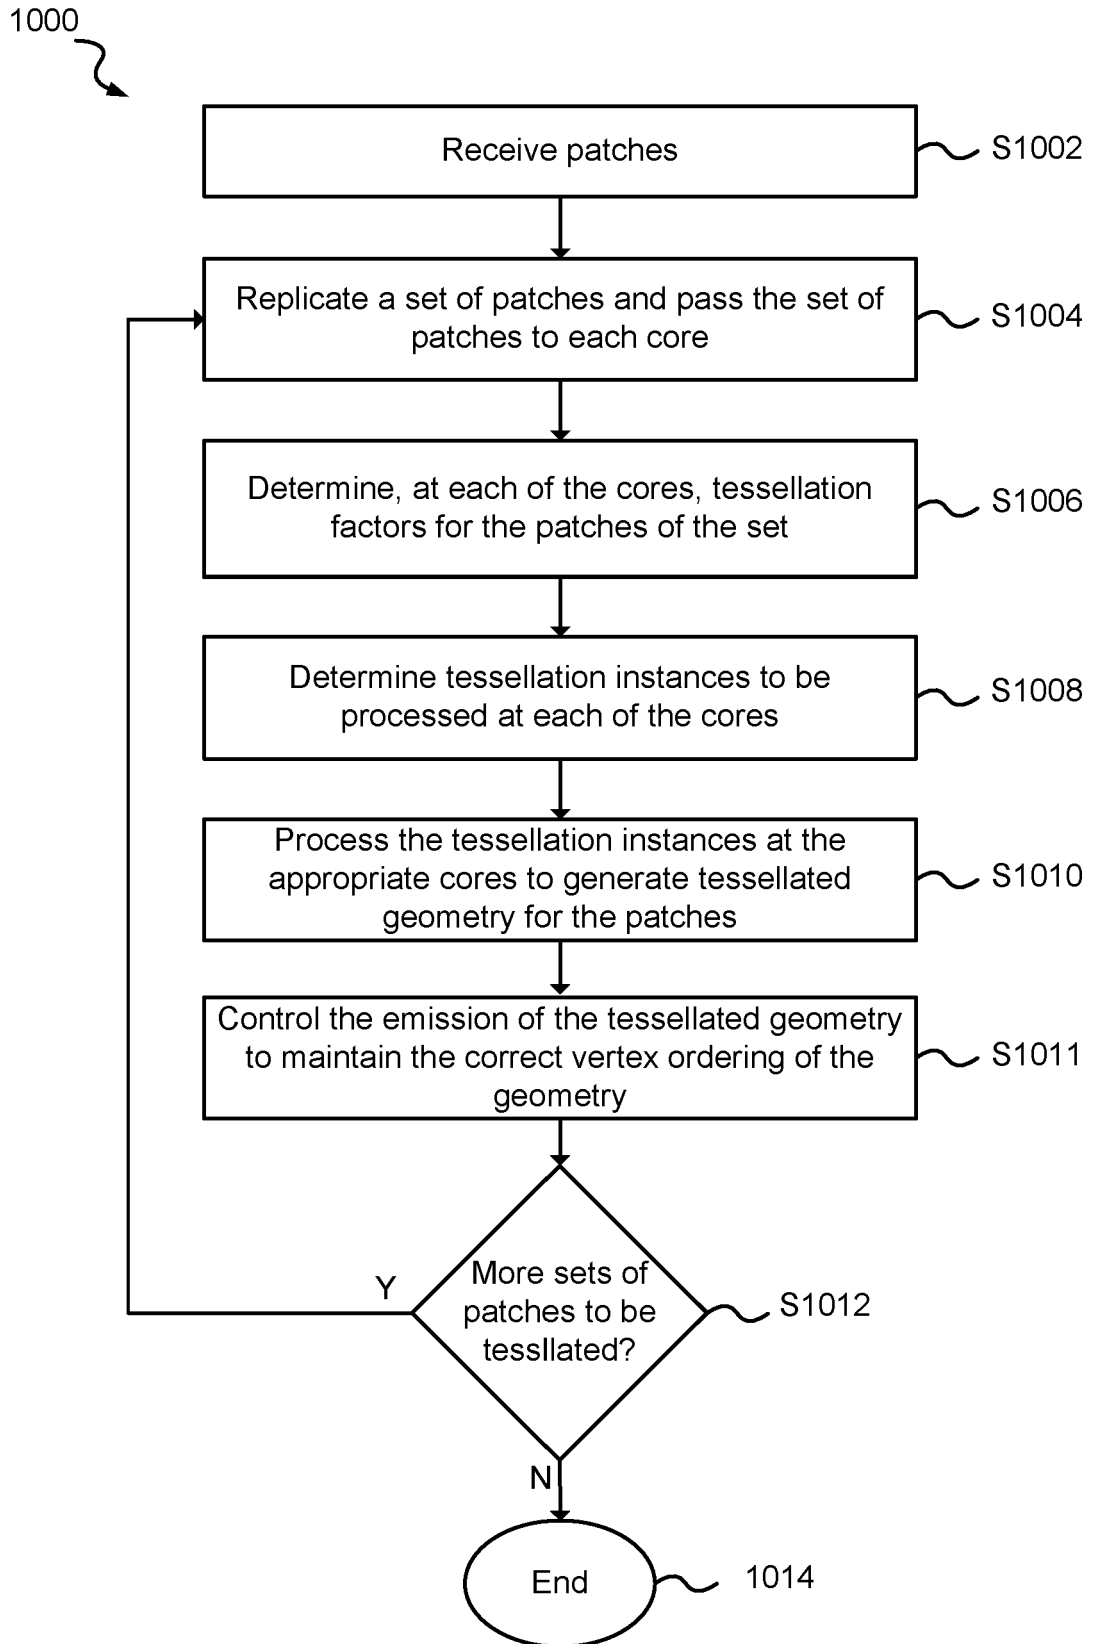 1000
Receive patches
S1002
Replicate a set of patches and pass the set of
patches to each core
S1004
Determine, at each of the cores, tessellation
factors for the patches of the set
S1006
Determine tessellation instances to be
processed at each of the cores
S1008
Process the tessellation instances at the
appropriate cores to generate tessellated
geometry for the patches
S1010
Control the emission of the tessellated geometry
to maintain the correct vertex ordering of the
geometry
S1011
Y
More sets of
patches to be
tessllated?
S1012
N
End
1014